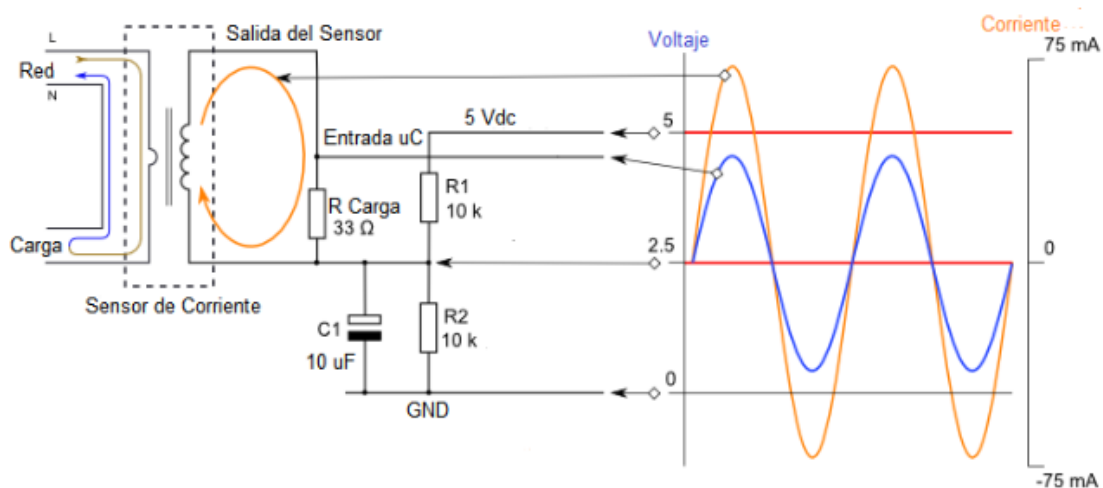 Corriente
L
Salida del Sensor
Voltaje
75 mA
Red
N
5 Vdc
5
Entrada uC
R1
10 k
R Carga
33 Ω
Carga
2.5
0
Sensor de Corriente
C1
10 uF
R2
10 k
0
GND
-75 mA